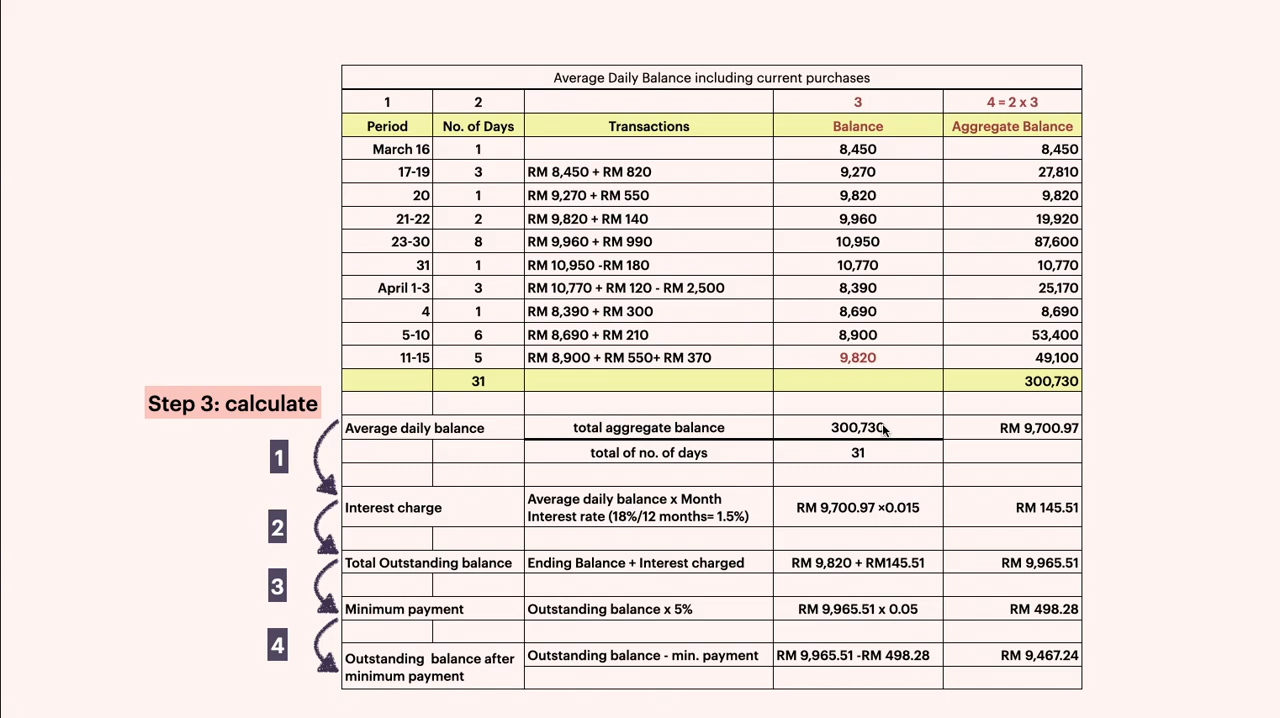 Average Daily Balance including current purchases
1 2 3 4 = 2 x 3
Period No. of Days Transactions Balance Aggregate Balance
March 16 1 8,450 8,450
17-19 3 RM 8,450 + RM 820 9,270 27,810
20 1 RM 9,270 + RM 550 9,820 9,820
21-22 2 RM 9,820 + RM 140 9,960 19,920
23-30 8 RM 9,960 + RM 990 10,950 87,600
31 1 RM 10,950 -RM 180 10,770 10,770
April 1-3 3 RM 10,770 + RM 120 - RM 2,500 8,390 25,170
4 1 RM 8,390 + RM 300 8,690 8,690
5-10 6 RM 8,690 + RM 210 8,900 53,400
11-15 5 RM 8,900 + RM 550+ RM 370 9,820 49,100
31 300,730
Step 3: calculate
Average daily balance total aggregate balance 300,730 RM 9,700.97
total of no. of days 31
1
Interest charge Average daily balance x Month
Interest rate (18%/12 months= 1.5%) RM 9,700.97 ×0.015 RM 145.51
2
Total Outstanding balance Ending Balance + Interest charged RM 9,820 + RM145.51 RM 9,965.51
3
Minimum payment Outstanding balance x 5% RM 9,965.51 x 0.05 RM 498.28
4
Outstanding balance after
minimum payment Outstanding balance - min. payment RM 9,965.51 -RM 498.28 RM 9,467.24